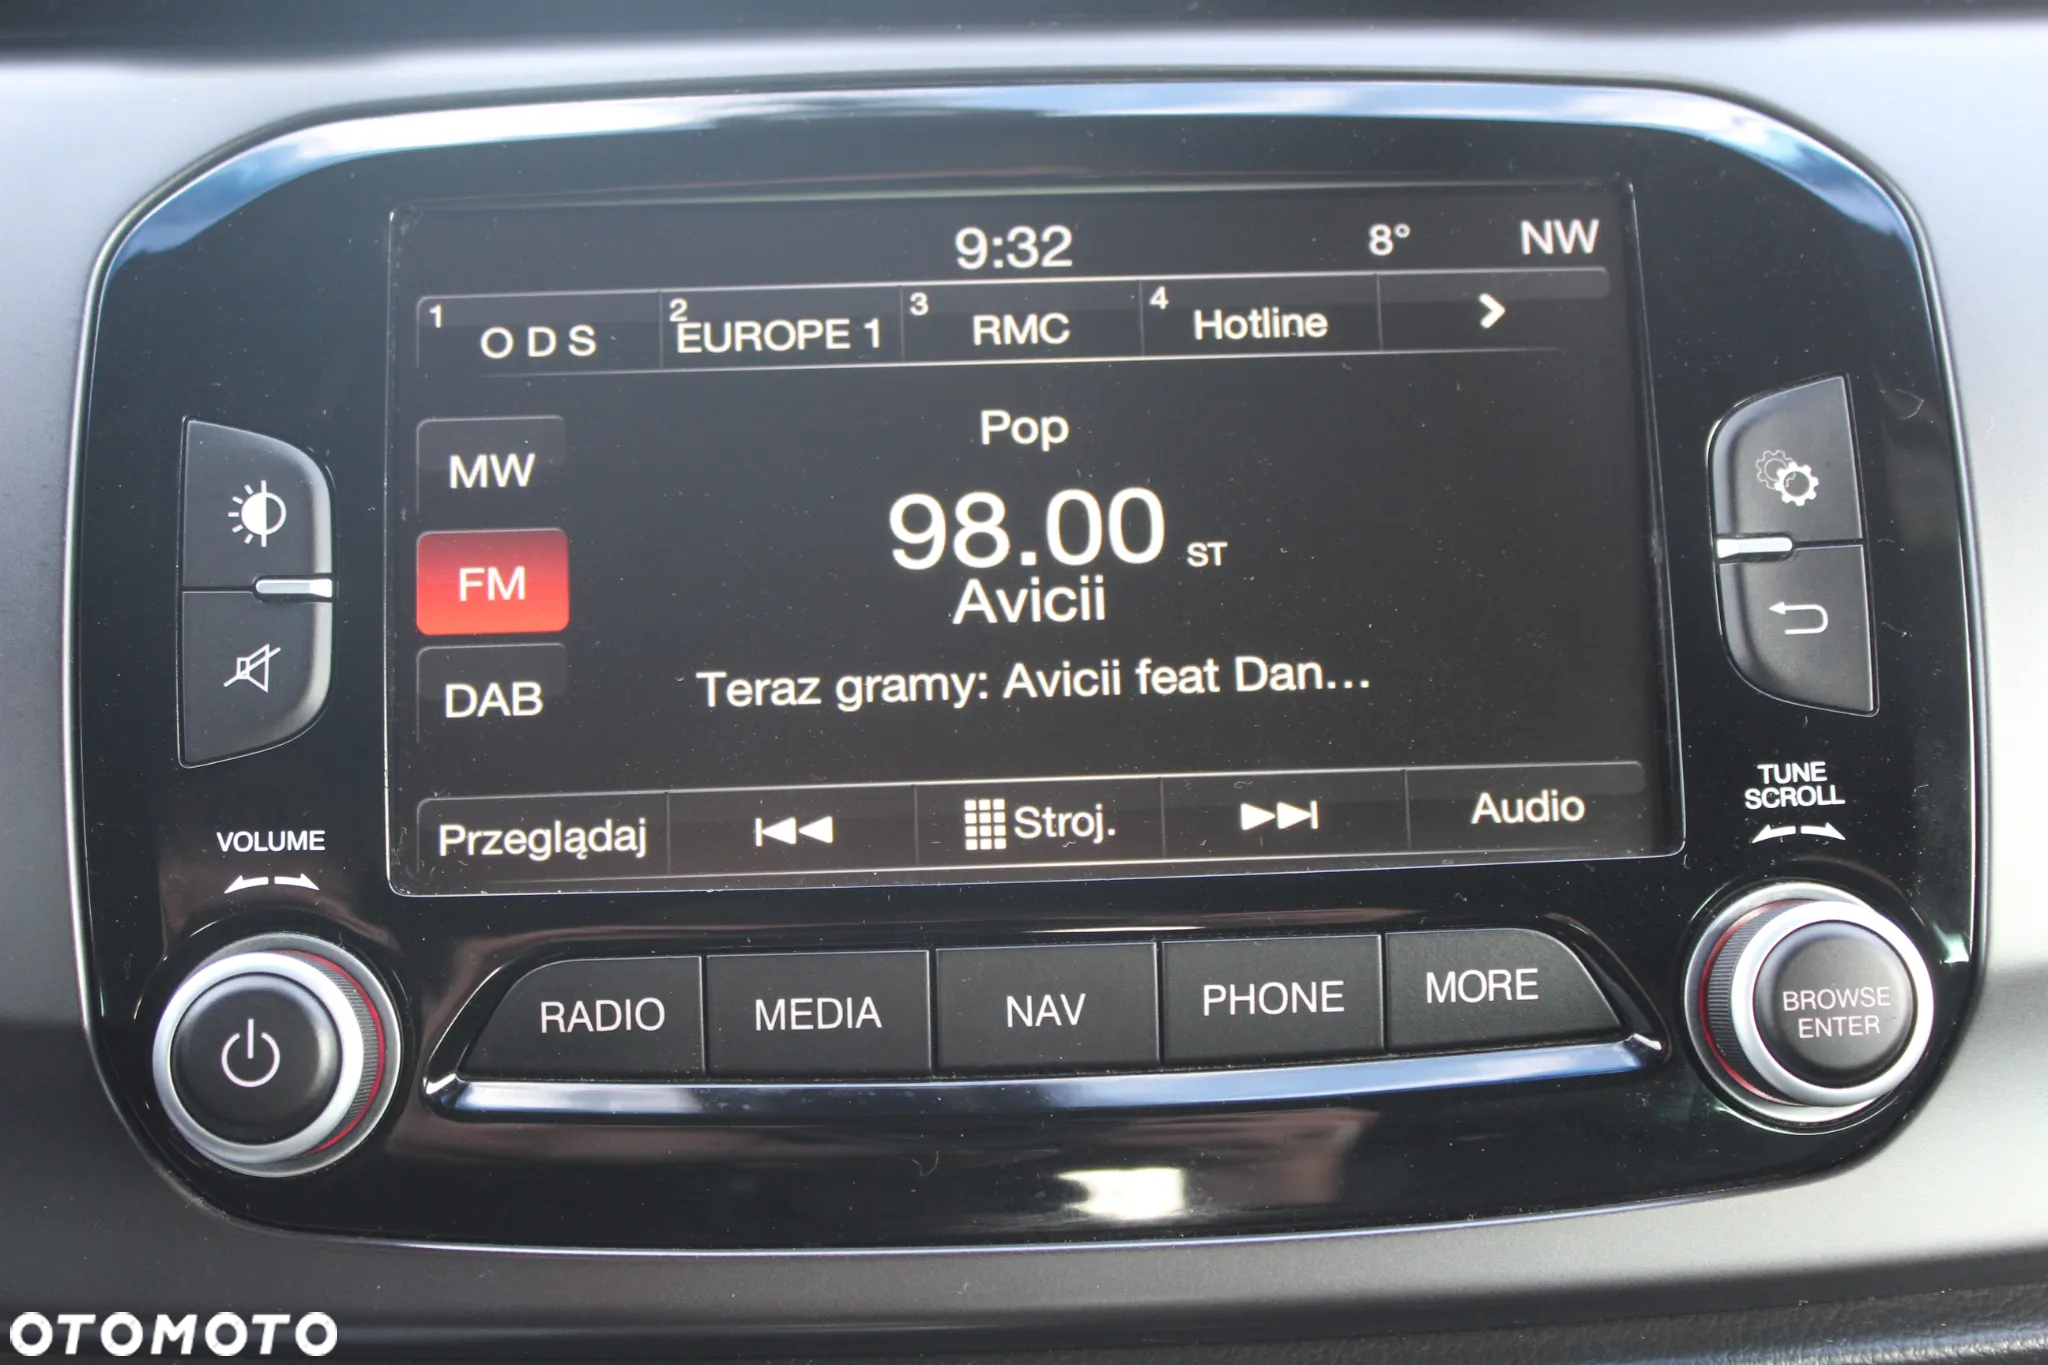 9:32 8° NW
1 O D S 2 EUROPE 1 3 RMC 4 Hotline
Pop
MW
98.00 ST
FM
Avicii
Teraz gramy: Avicii feat Dan...
DAB
Przeglądaj Stroj. Audio
TUNE
SCROLL
VOLUME
RADIO MEDIA NAV PHONE MORE
BROWSE
ENTER
OTOMOTO